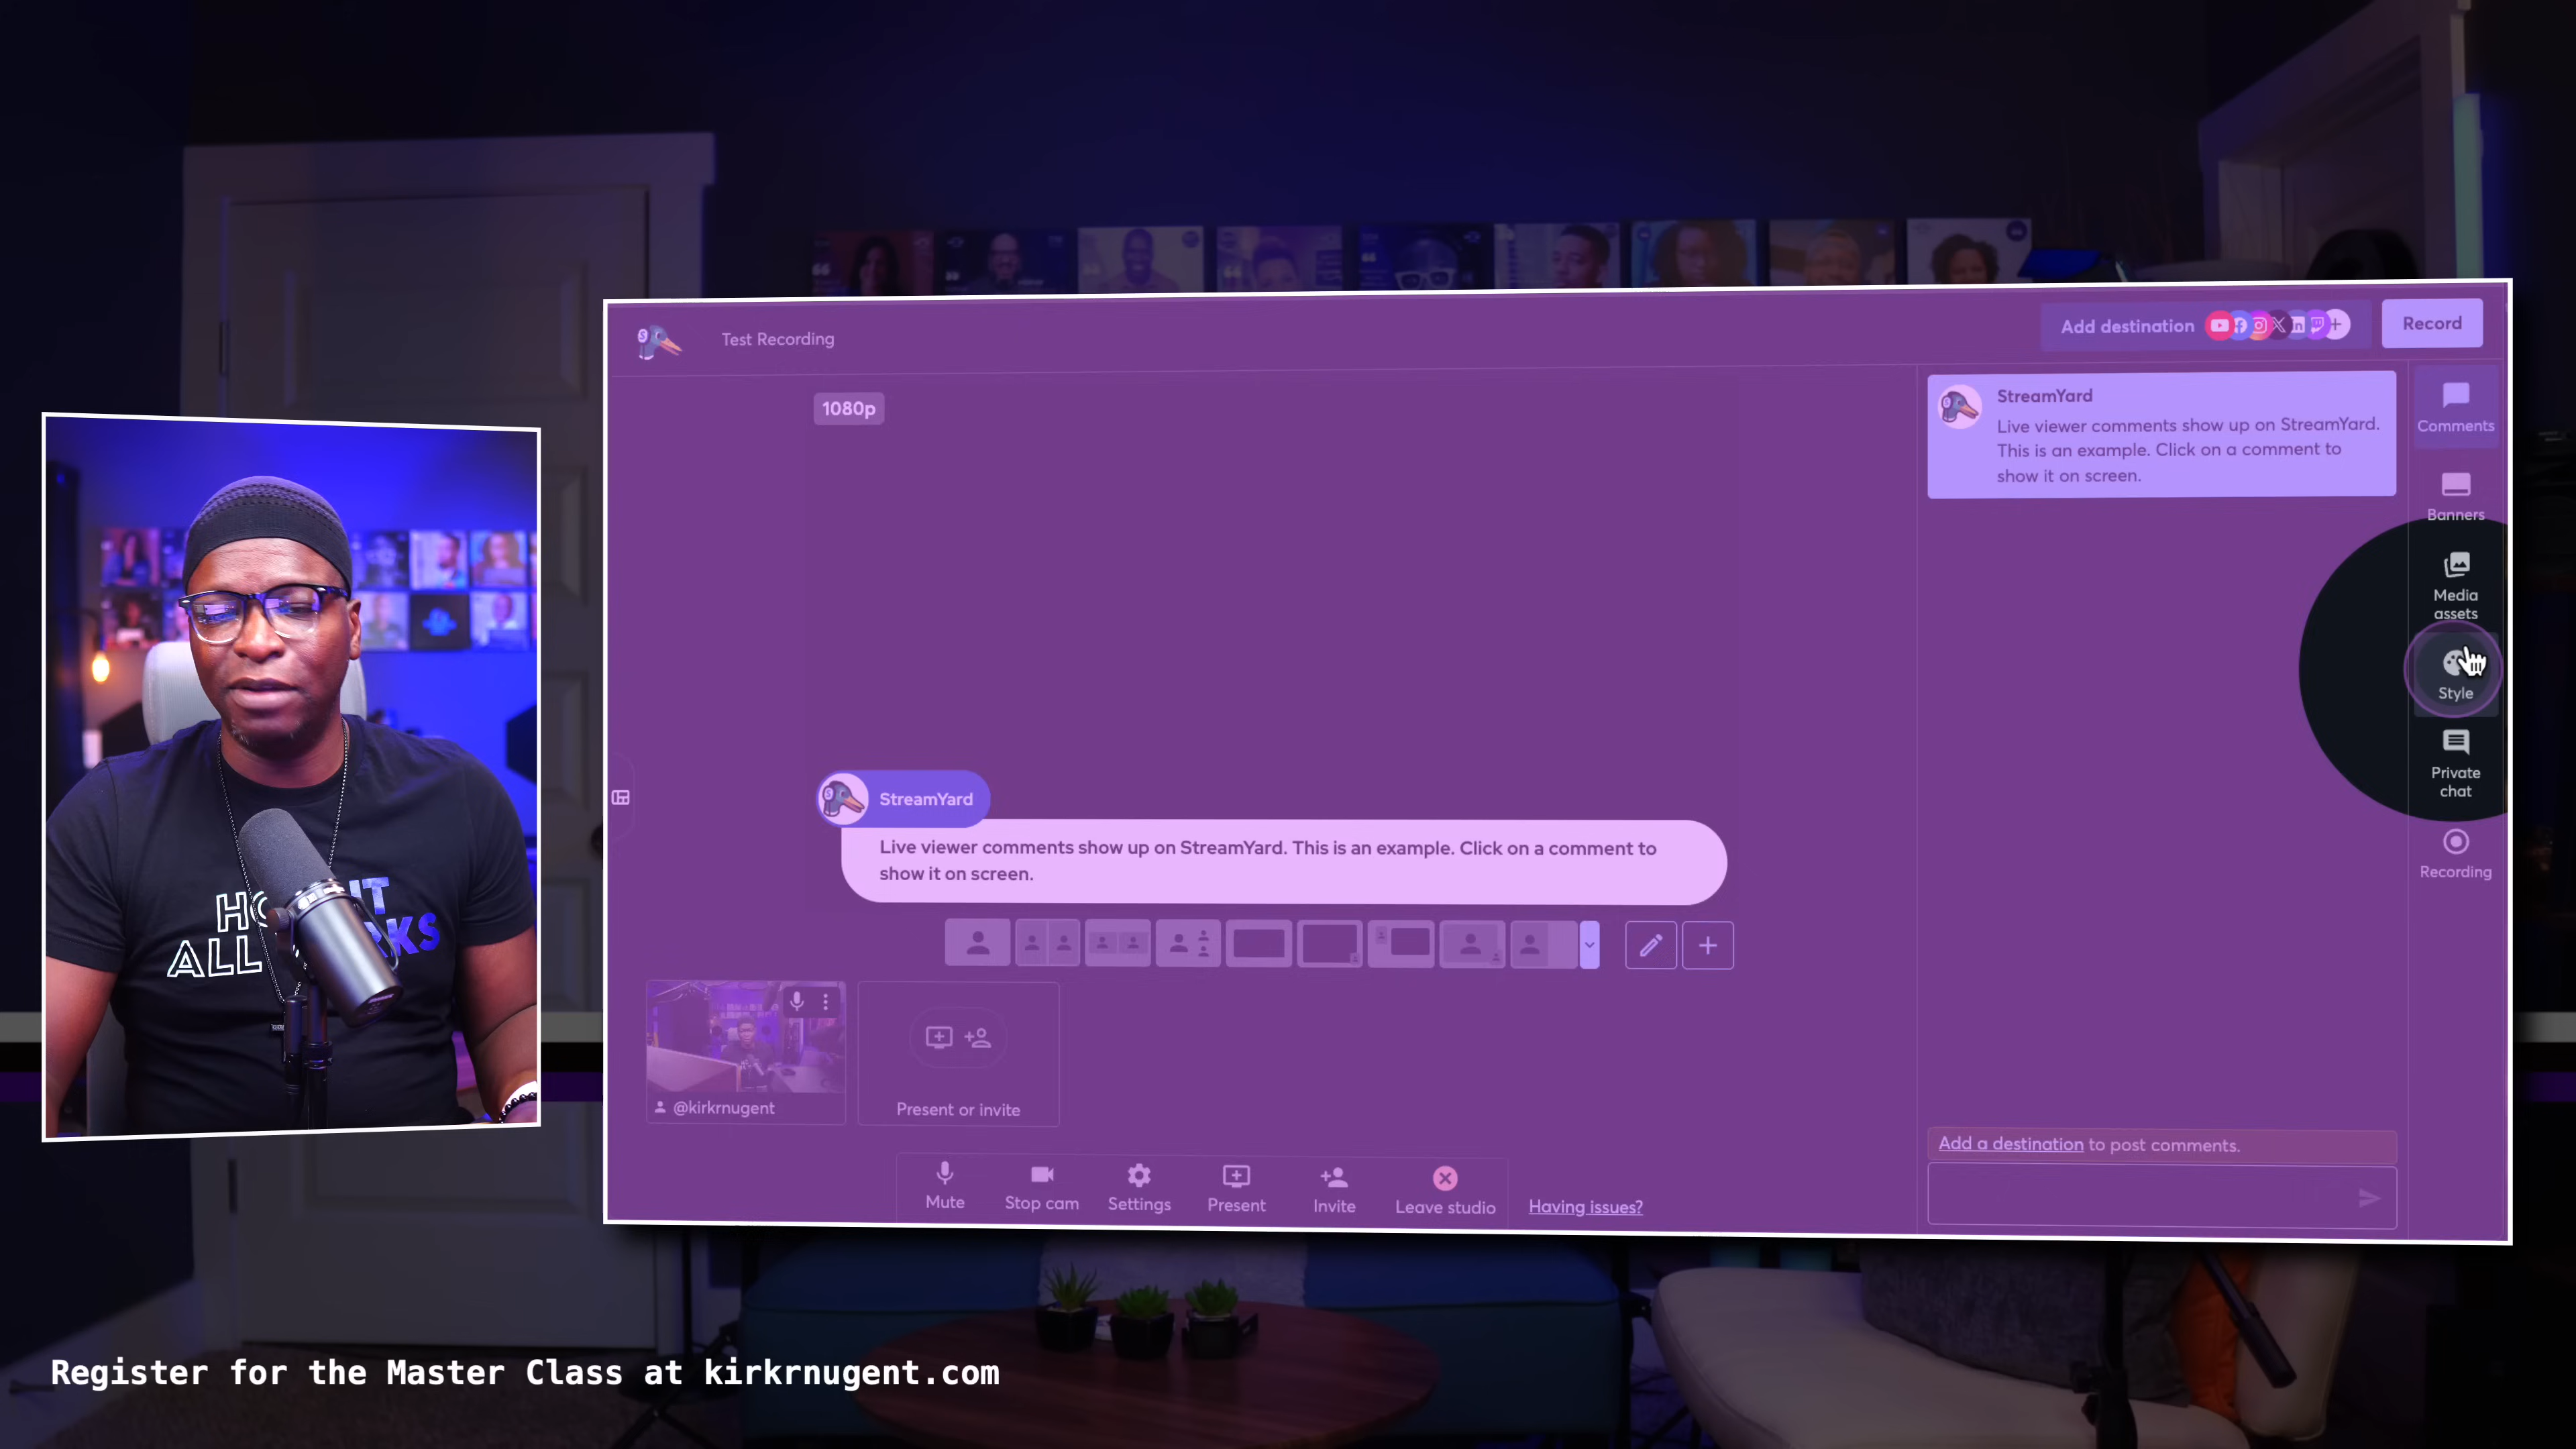 Test Recording
Add destination
Record
1080p
StreamYard
Live viewer comments show up on StreamYard.
This is an example. Click on a comment to
show it on screen.
Comments
Banners
Media
assets
Style
Private
chat
Recording
StreamYard
Live viewer comments show up on StreamYard. This is an example. Click on a comment to
show it on screen.
@kirkrnugent
Present or invite
Add a destination to post comments.
Mute
Stop cam
Settings
Present
Invite
Leave studio
Having issues?
ALL
Register for the Master Class at kirkrnugent.com